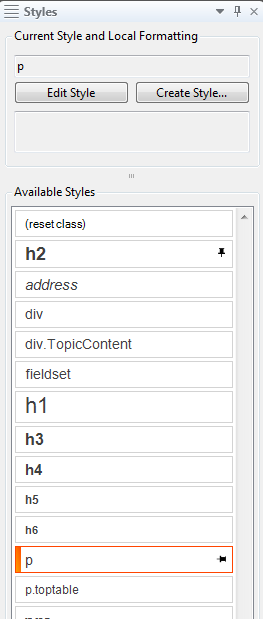 Styles
Current Style and Local Formatting
p
Edit Style
Create Style...
Available Styles
(reset class)
h2
address
div
div.TopicContent
fieldset
h1
h3
h4
h5
h6
p
p.toptable